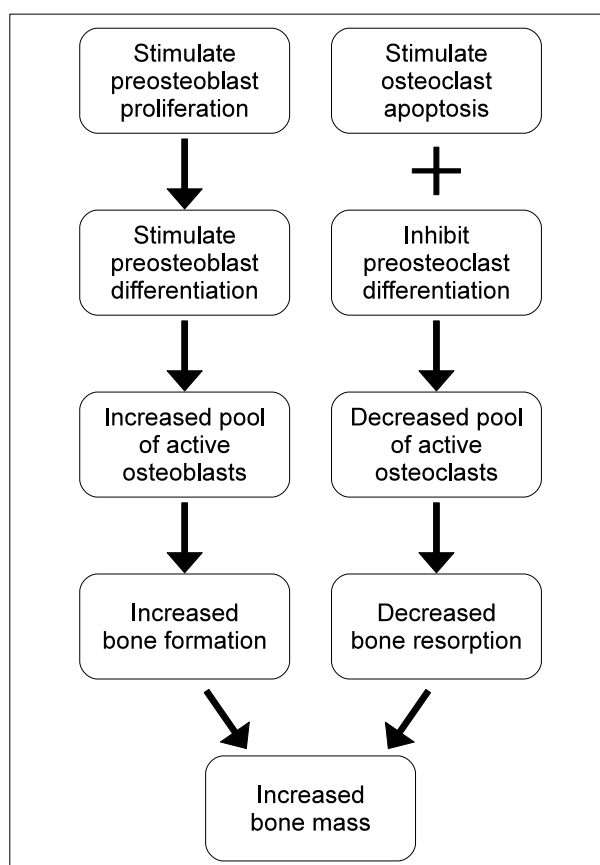 Stimulate
preosteoblast
proliferation
Stimulate
osteoclast
apoptosis
Stimulate
preosteoblast
differentiation
Inhibit
preosteoclast
differentiation
Increased pool
of active
osteoblasts
Decreased pool
of active
osteoclasts
Increased
bone formation
Decreased
bone resorption
Increased
bone mass